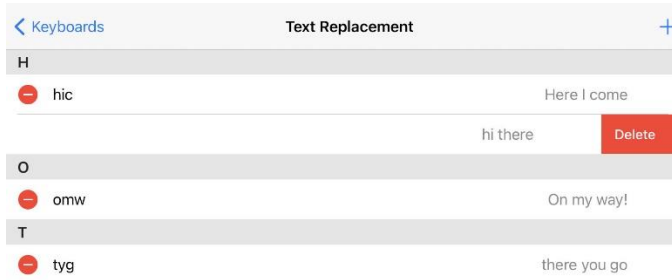 Keyboards Text Replacement +
H
hic Here I come
hi there Delete
O
omw On my way!
T
tyg there you go